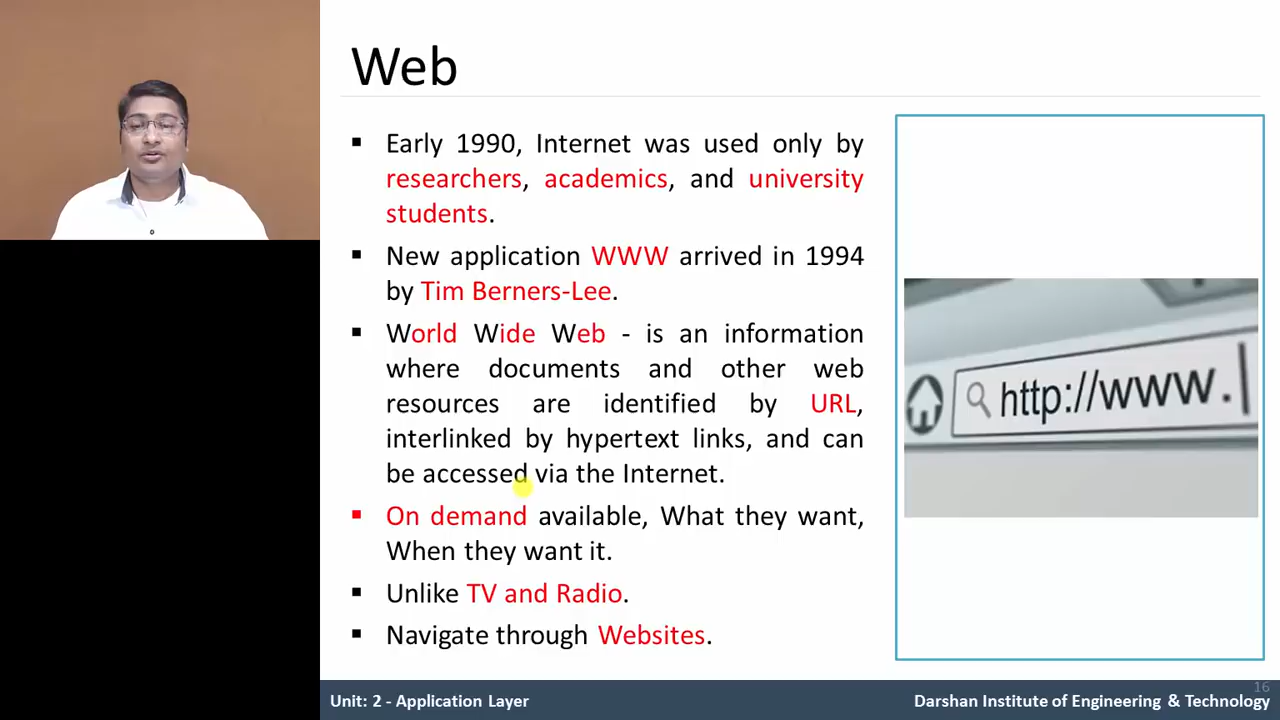 Web
▪ Early 1990, Internet was used only by
researchers, academics, and university
students.
▪ New application WWW arrived in 1994
by Tim Berners-Lee.
▪ World Wide Web - is an information
where documents and other web
resources are identified by URL,
interlinked by hypertext links, and can
be accessed via the Internet.
▪ On demand available, What they want,
When they want it.
▪ Unlike TV and Radio.
▪ Navigate through Websites.
http://www.
16
Unit: 2 - Application Layer
Darshan Institute of Engineering & Technology